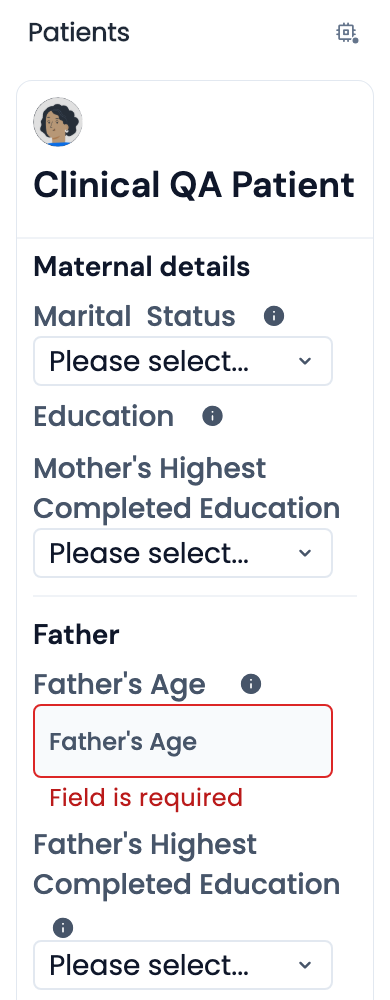 Patients
Clinical QA Patient
Maternal details
Marital Status
Please select...
Education
Mother's Highest
Completed Education
Please select...
Father
Father's Age
Father's Age
Field is required
Father's Highest
Completed Education
Please select...